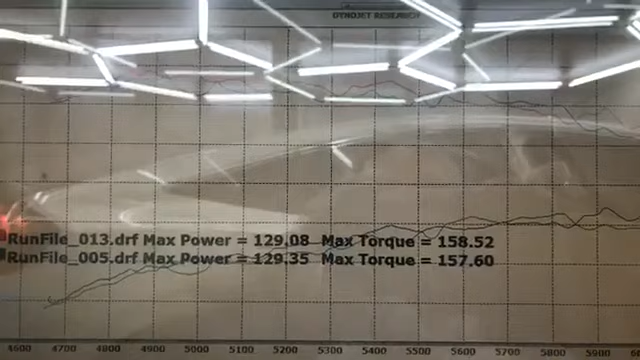 DYNOJET RESEARCH
RunFile_013.drf Max Power = 129.08 Max Torque = 158.52
RunFile_005.drf Max Power = 129.35 Max Torque = 157.60
4600 4700 4800 4900 5000 5100 5200 5300 5400 5500 5600 5700 5800 5900